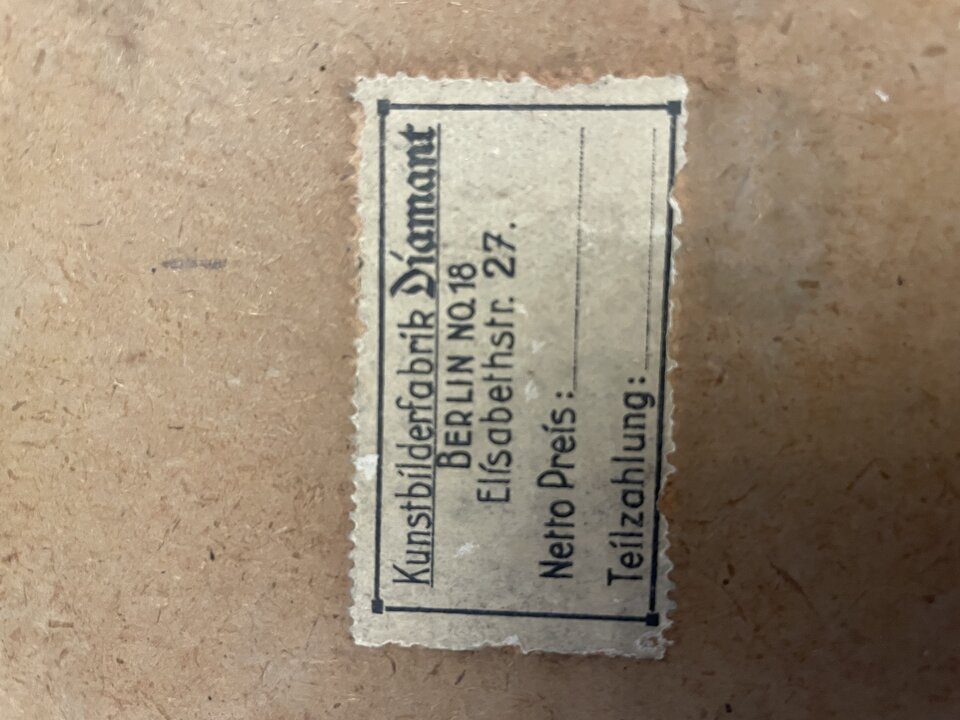 Kunstbilderfabrik Diamant
BERLIN NO. 18
Elisabethstr. 27.
Netto Preis:
Teilzahlung: